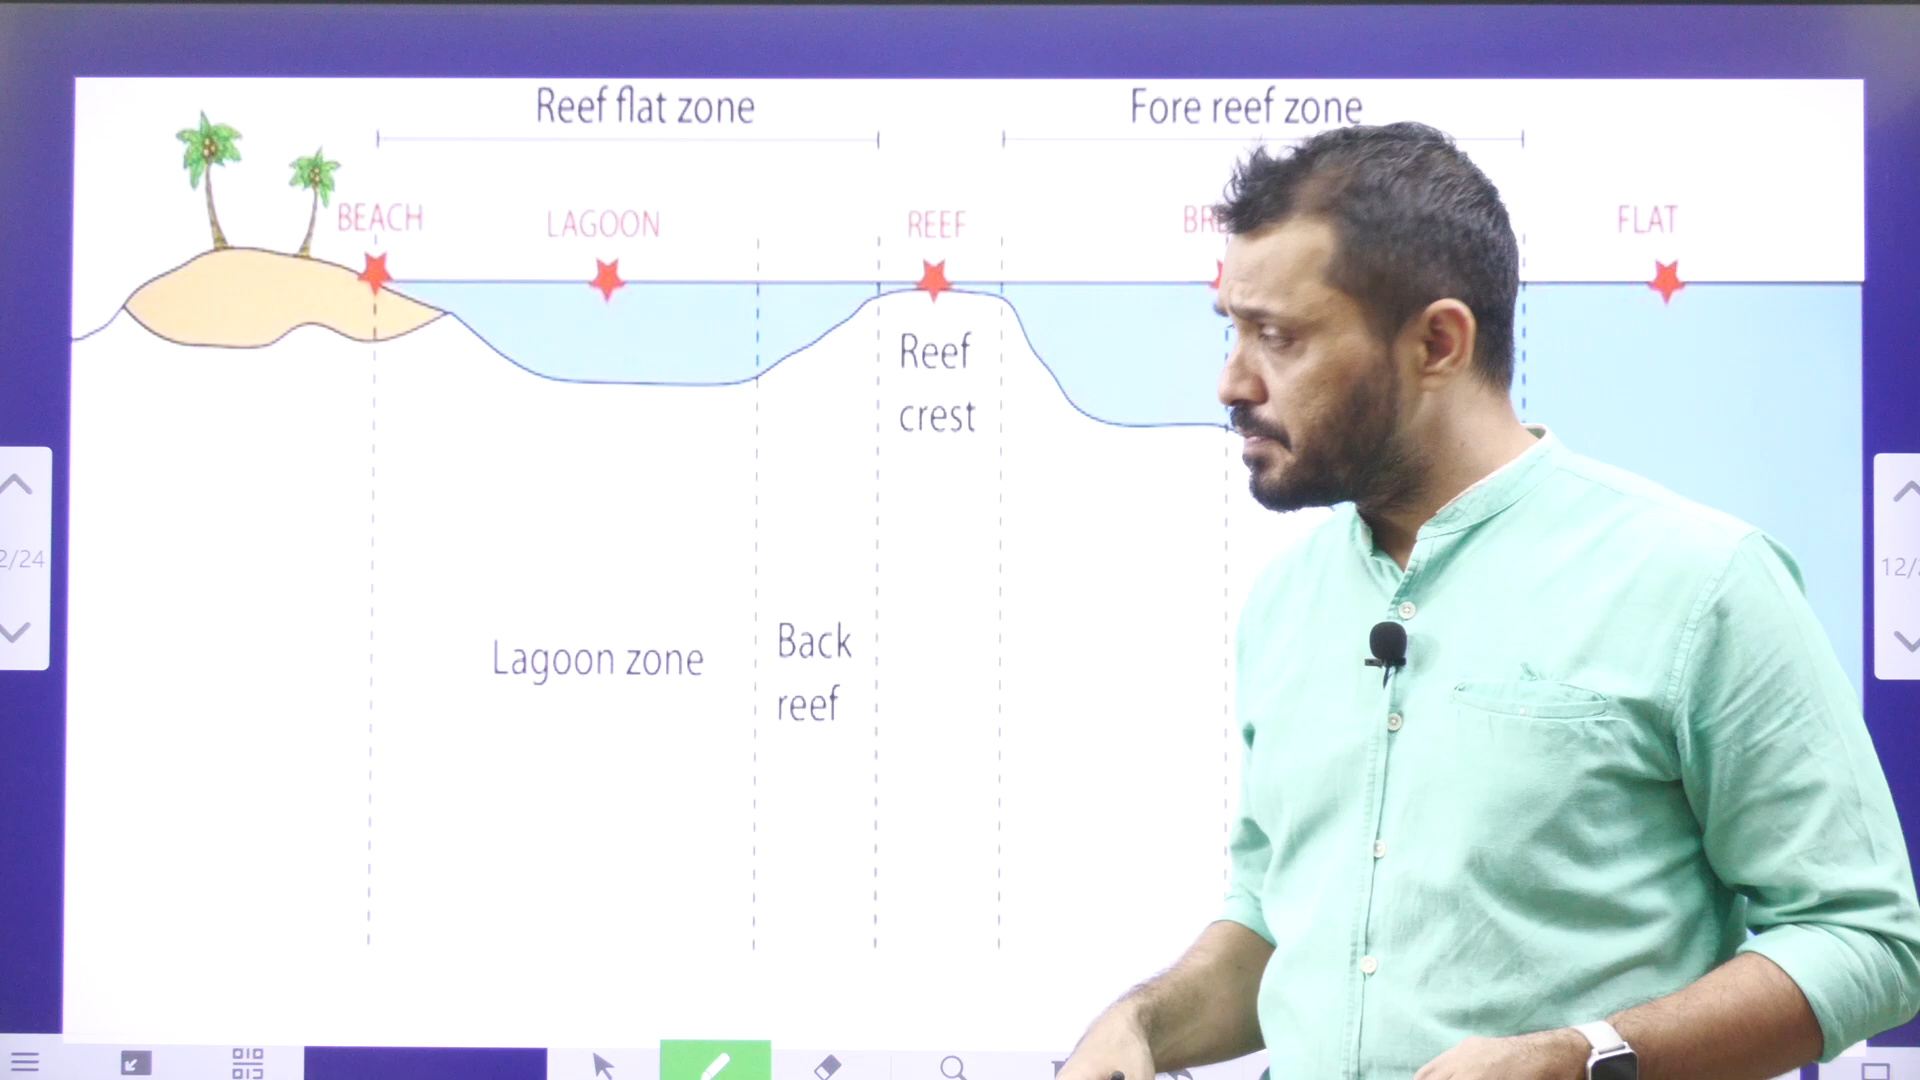 Reef flat zone
Fore reef zone
BEACH
LAGOON
REEF
FLAT
Reef
crest
Lagoon zone
Back
reef
2/24
12/